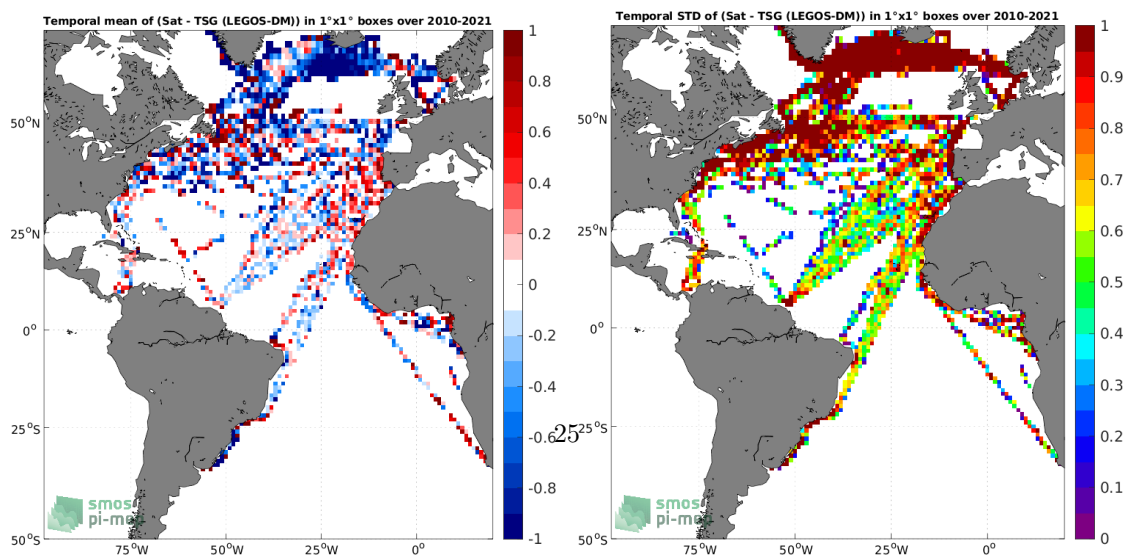 Temporal mean of (Sat - TSG (LEGOS-DM)) in 1°x1° boxes over 2010-2021
50°N
25°N
0°
25°S
50°S
75°W
50°W
25°W
0°
1
0.8
0.6
0.4
0.2
0
-0.2
-0.4
-0.6
-0.8
-1
smos
pi-me
25
Temporal STD of (Sat - TSG (LEGOS-DM)) in 1°x1° boxes over 2010-2021
50°N
25°N
0°
25°S
50°S
75°W
50°W
25°W
0°
1
0.9
0.8
0.7
0.6
0.5
0.4
0.3
0.2
0.1
0
smos
pi-mep